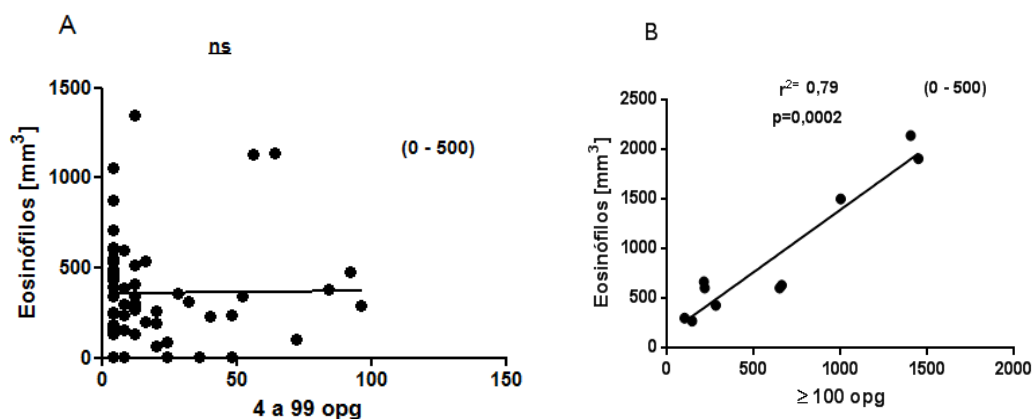 A
ns
1500
1000
500
0
Eosinófilos [mm³]
(0 - 500)
0 50 100 150
4 a 99 opg
B
r²⁼ 0,79
p=0,0002
(0 - 500)
2500
2000
1500
1000
500
0
Eosinófilos [mm³]
0 500 1000 1500 2000
≥ 100 opg